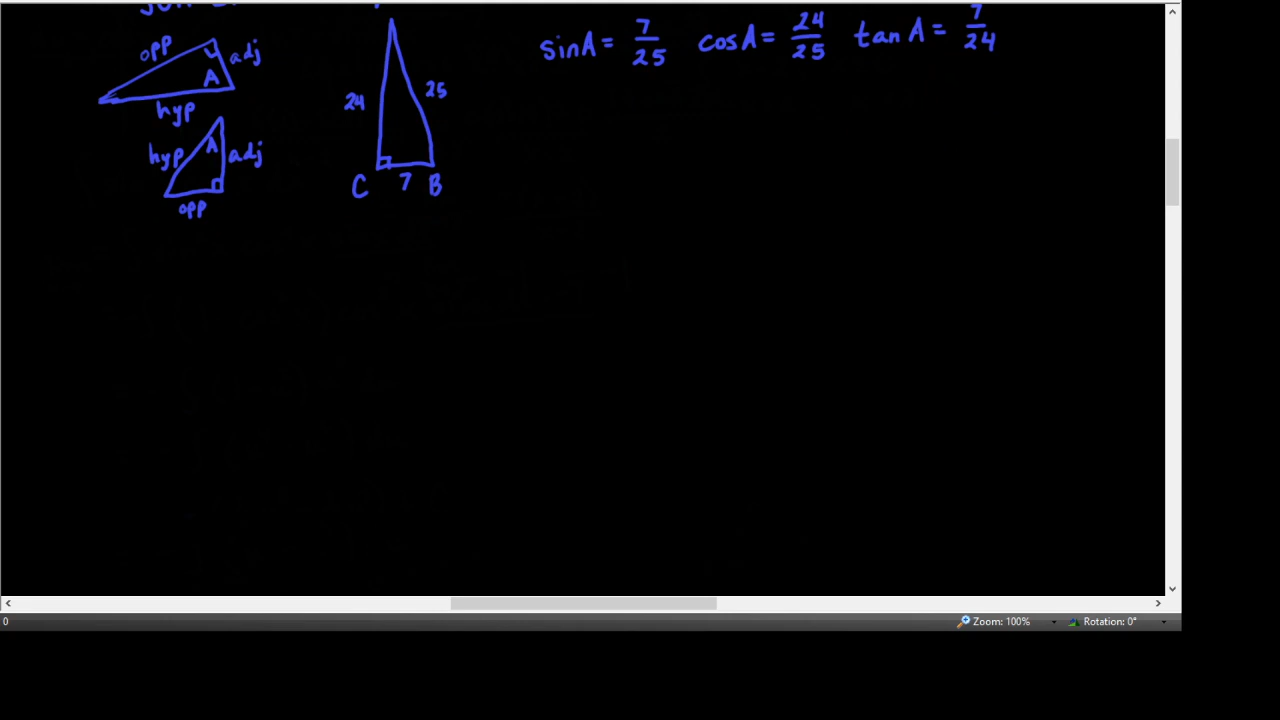 sinA = 7/25 cosA = 24/25 tanA = 7/24
opp adj
A
hyp
hyp A adj
opp
24 25
C 7 B
0 Zoom: 100% Rotation: 0°